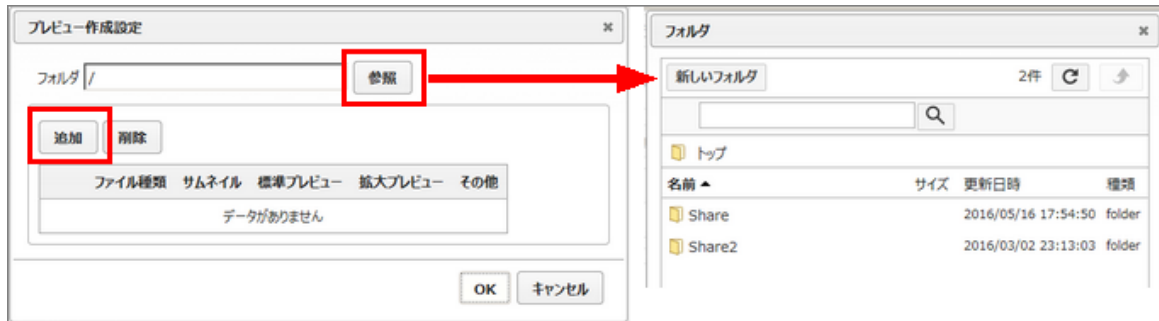 プレビュー作成設定
フォルダ / 参照
追加 削除
ファイル種類 サムネイル 標準プレビュー 拡大プレビュー その他
データがありません
OK キャンセル
フォルダ
新しいフォルダ 2件
トップ
名前 サイズ 更新日時 種類
Share 2016/05/16 17:54:50 folder
Share2 2016/03/02 23:13:03 folder